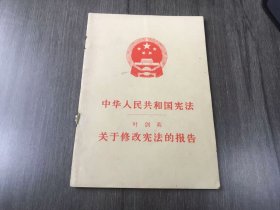 中华人民共和国宪法
叶剑英
关于修改宪法的报告